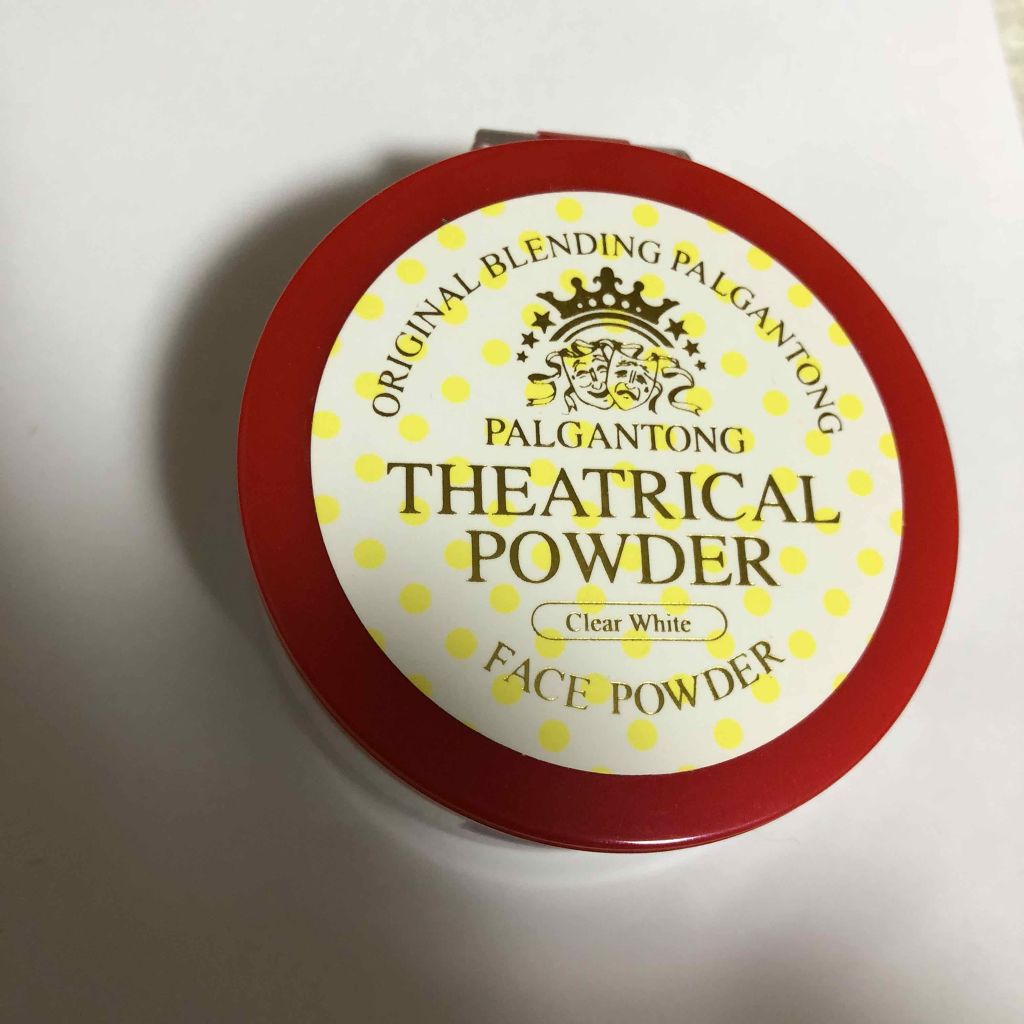 ORIGINAL BLENDING PALGANTONG
PALGANTONG
THEATRICAL
POWDER
Clear White
FACE POWDER